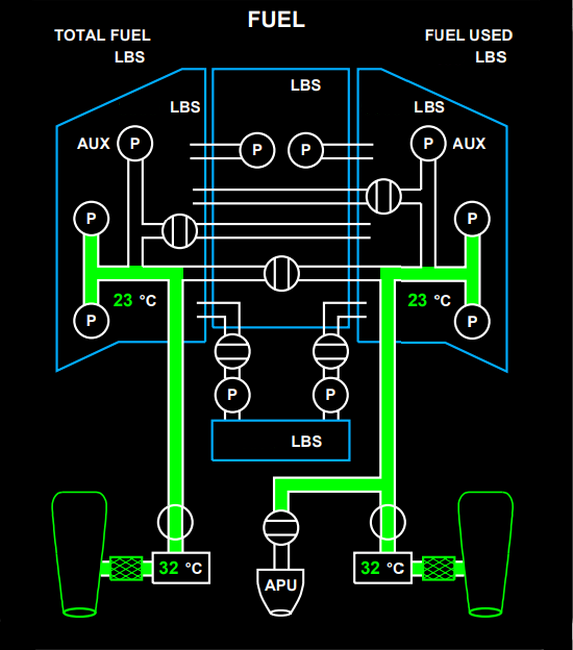 FUEL
TOTAL FUEL
LBS
FUEL USED
LBS
LBS
LBS
LBS
AUX P
P P
P AUX
P
P
23 °C
23 °C
P
P
P
P
LBS
32 °C
APU
32 °C